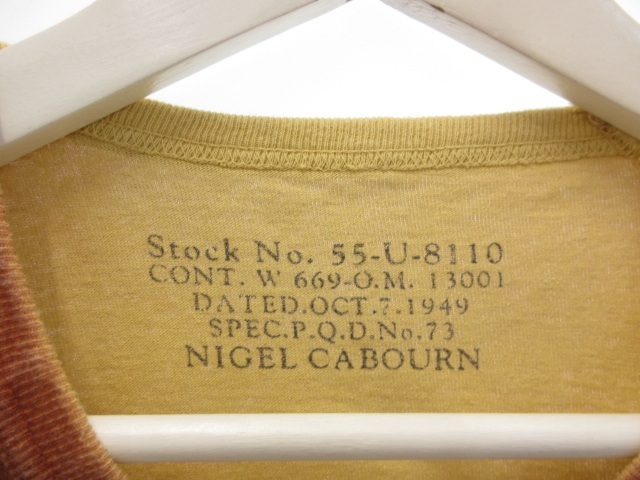 Stock No. 55-U-8110
CONT. W 669-O.M. 13001
DATED.OCT.7.1949
SPEC.P.Q.D.No.73
NIGEL CABOURN